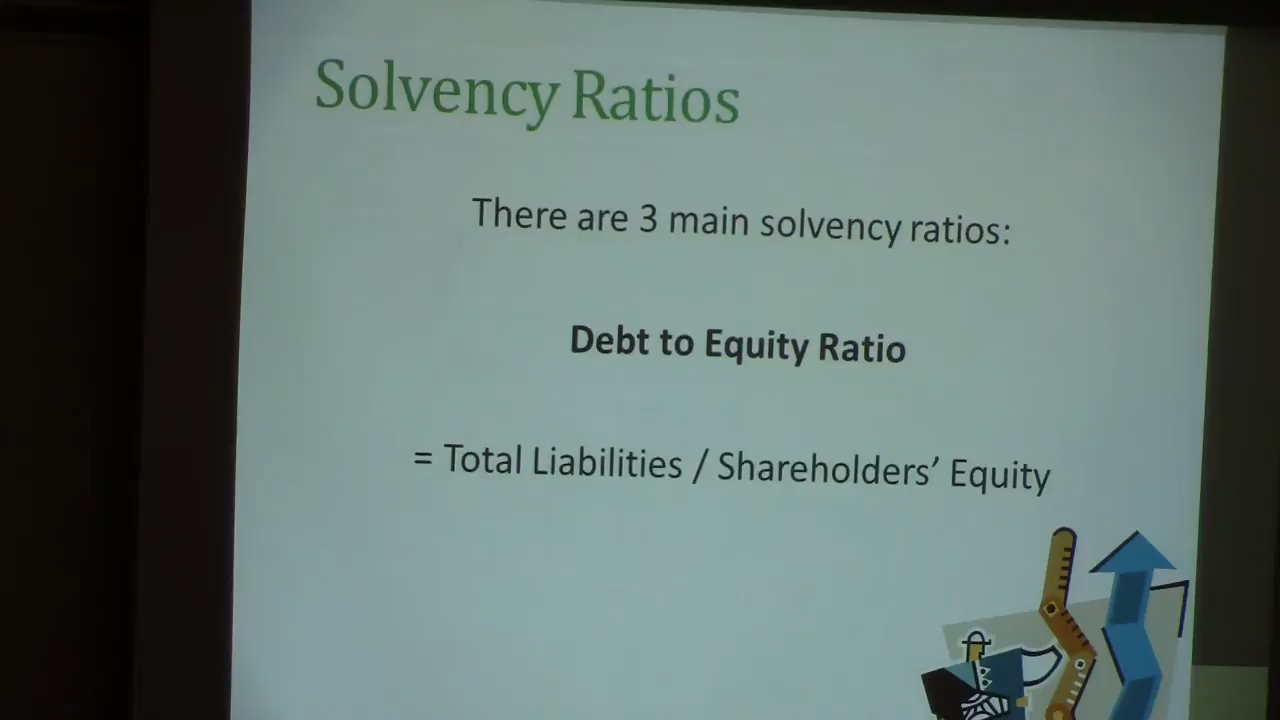 Solvency Ratios
There are 3 main solvency ratios:
Debt to Equity Ratio
= Total Liabilities / Shareholders’ Equity